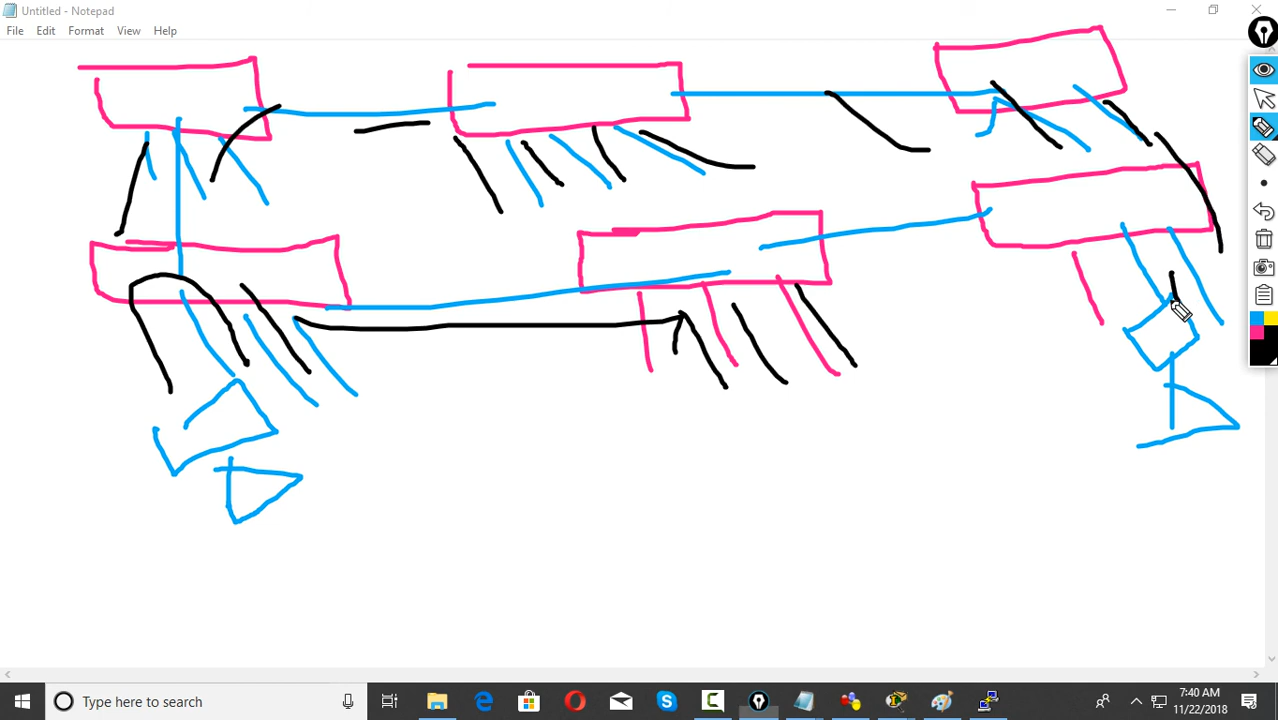 Untitled - Notepad
File Edit Format View Help
Type here to search
7:40 AM
11/22/2018